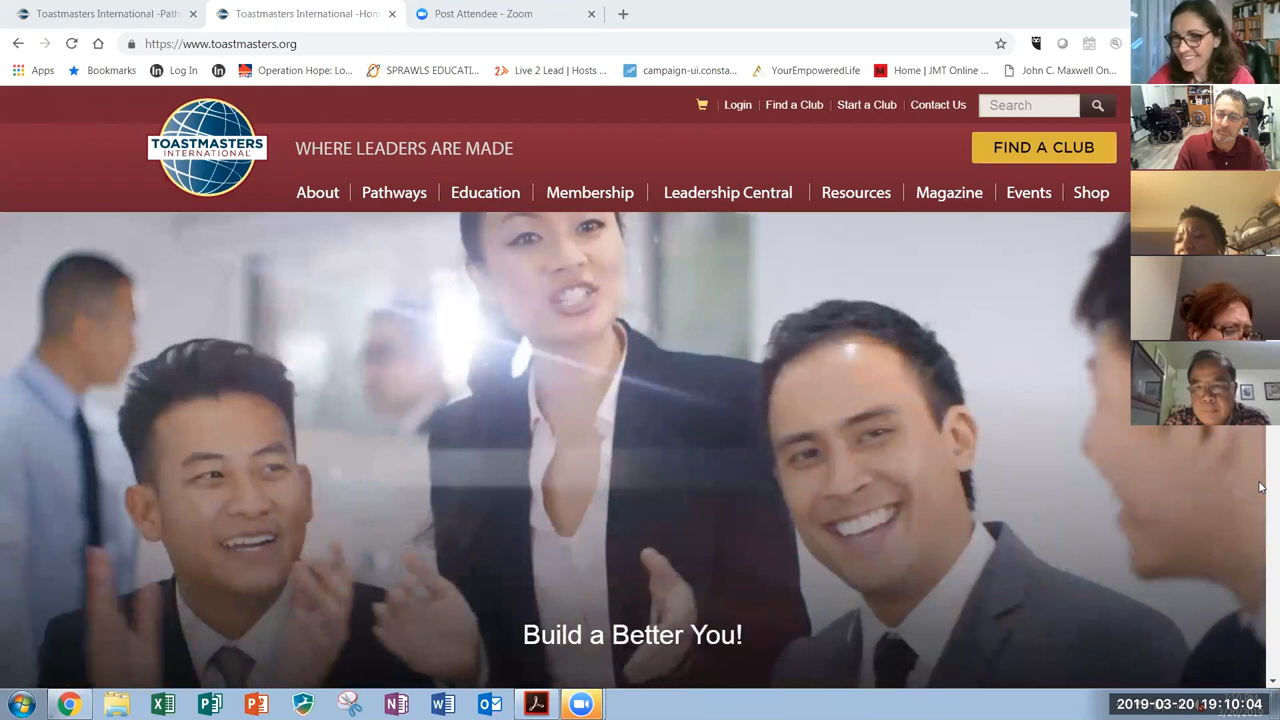 Toastmasters International -Path
Toastmasters International -Hom
Post Attendee - Zoom
https://www.toastmasters.org
Apps
Bookmarks
Log In
Operation Hope: Lo...
SPRAWLS EDUCATI...
Live 2 Lead | Hosts ...
campaign-ui.consta...
YourEmpoweredLife
Home | JMT Online ...
John C. Maxwell On...
Login
Find a Club
Start a Club
Contact Us
Search
TOASTMASTERS
INTERNATIONAL
WHERE LEADERS ARE MADE
FIND A CLUB
About
Pathways
Education
Membership
Leadership Central
Resources
Magazine
Events
Shop
Build a Better You!
2019-03-20 19:10:04